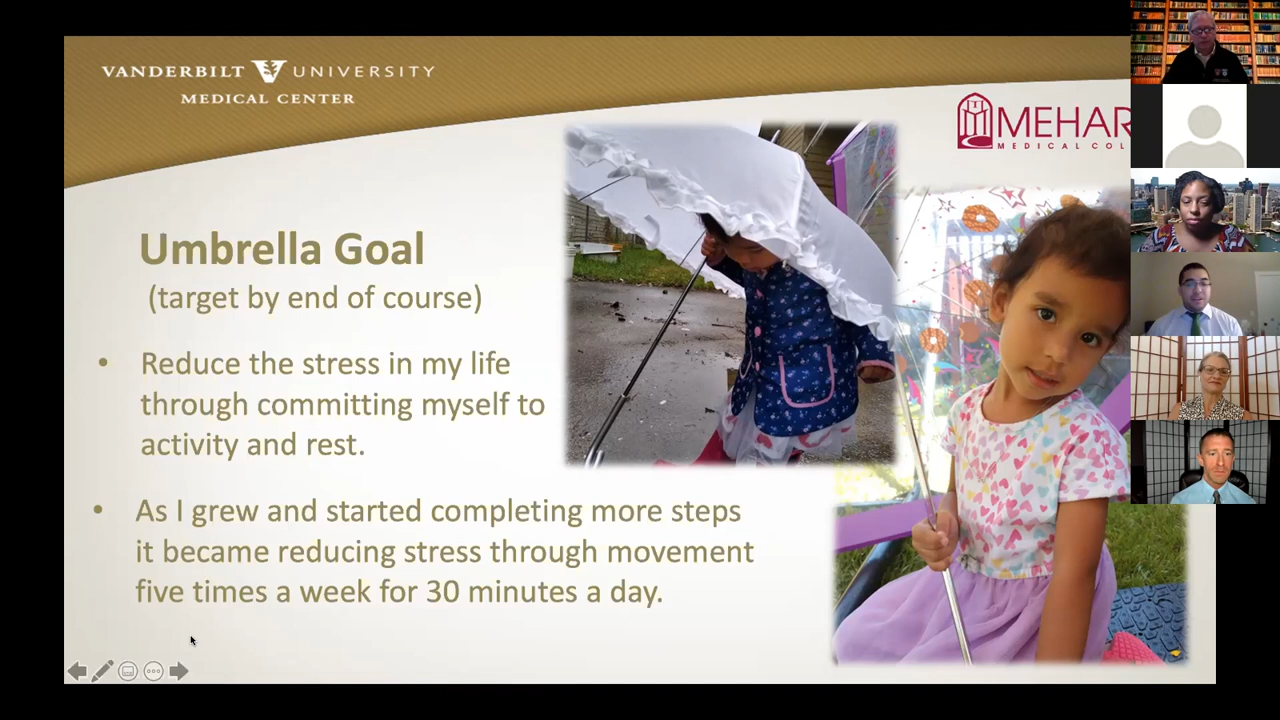 VANDERBILT UNIVERSITY
MEDICAL CENTER
MEHAR
MEDICAL COL
Umbrella Goal
(target by end of course)
• Reduce the stress in my life
through committing myself to
activity and rest.
• As I grew and started completing more steps
it became reducing stress through movement
five times a week for 30 minutes a day.